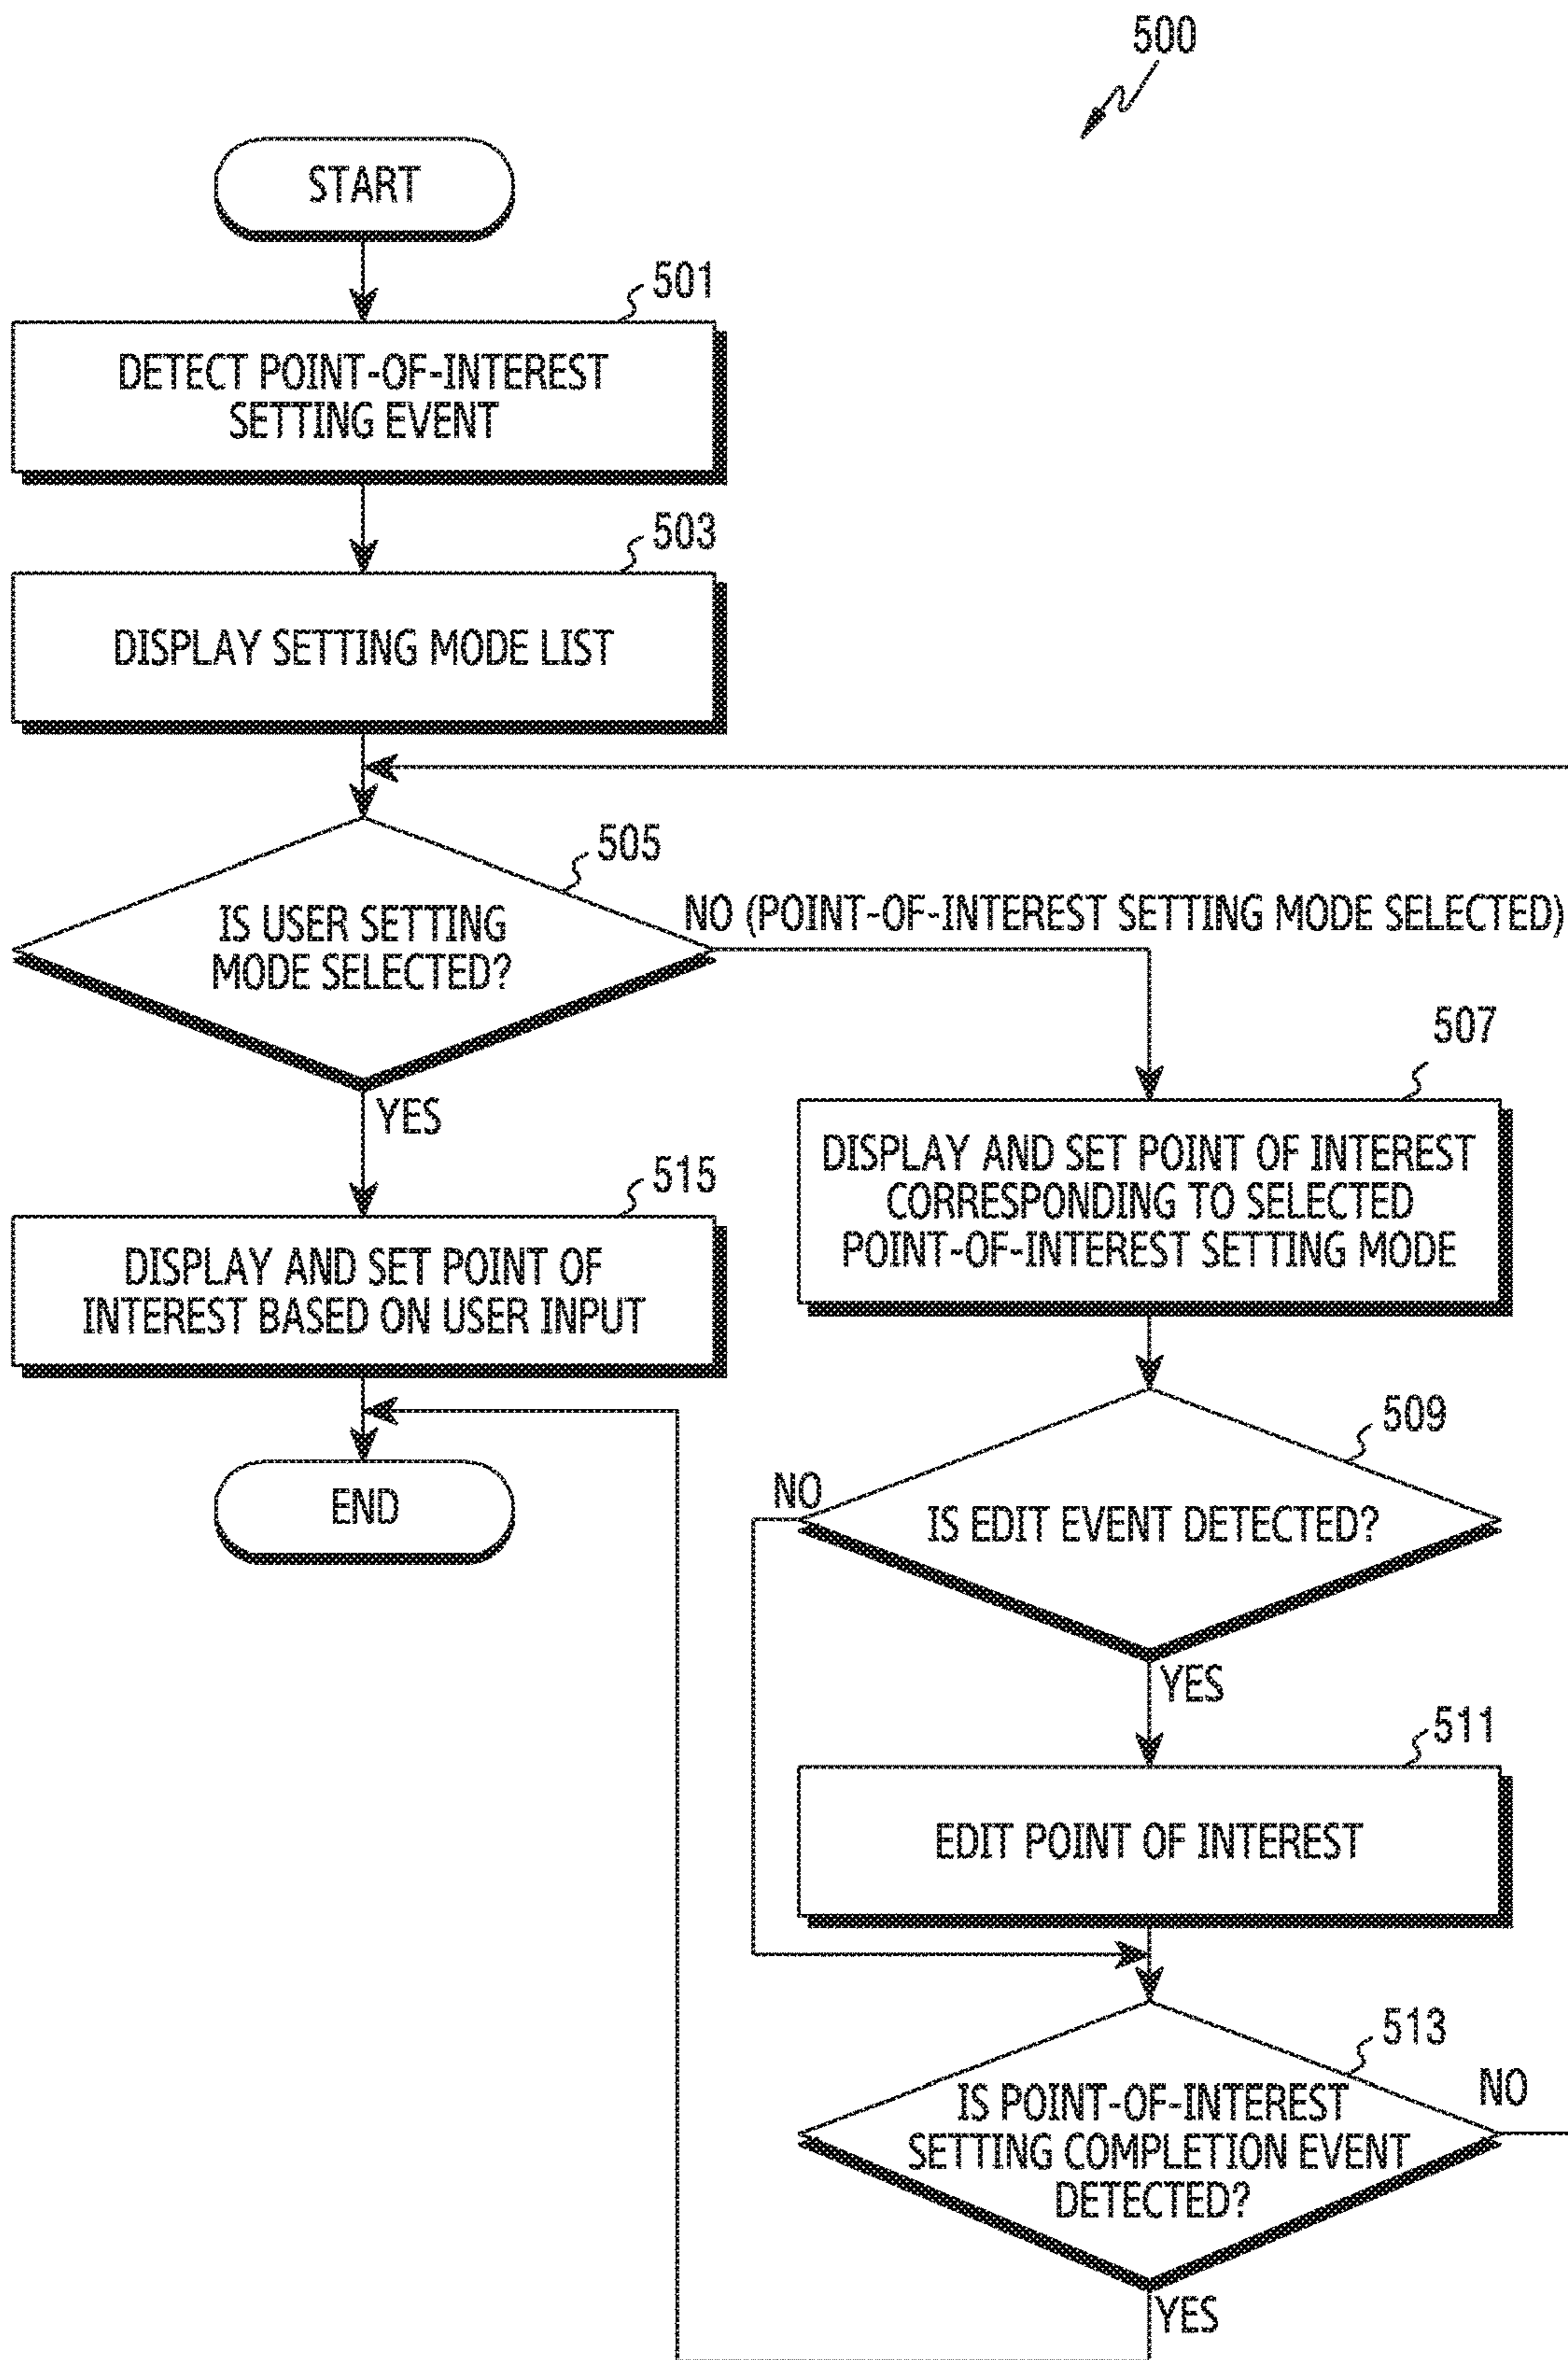 500
START
501
DETECT POINT-OF-INTEREST
SETTING EVENT
503
DISPLAY SETTING MODE LIST
505
IS USER SETTING
MODE SELECTED?
NO (POINT-OF-INTEREST SETTING MODE SELECTED)
YES
507
DISPLAY AND SET POINT OF INTEREST
CORRESPONDING TO SELECTED
POINT-OF-INTEREST SETTING MODE
515
DISPLAY AND SET POINT OF
INTEREST BASED ON USER INPUT
END
509
NO
IS EDIT EVENT DETECTED?
YES
511
EDIT POINT OF INTEREST
513
IS POINT-OF-INTEREST
SETTING COMPLETION EVENT
DETECTED?
NO
YES